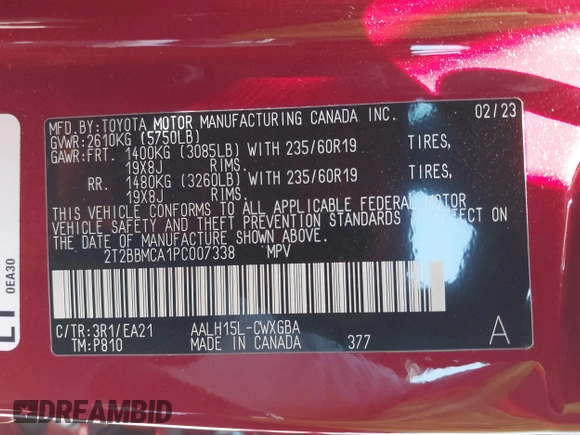 MFD.BY:TOYOTA MOTOR MANUFACTURING CANADA INC. 02/23
GVWR:2610KG (5750LB)
GAWR:FRT. 1400KG (3085LB) WITH 235/60R19 TIRES,
19X8J RIMS.
RR. 1480KG (3260LB) WITH 235/60R19 TIRES,
19X8J RIMS.
THIS VEHICLE CONFORMS TO ALL APPLICABLE FEDERAL MOTOR
VEHICLE SAFETY AND THEFT PREVENTION STANDARDS IN EFFECT ON
THE DATE OF MANUFACTURE SHOWN ABOVE.
2T2BBMCA1PC007338 MPV
C/TR:3R1/EA21 AALH15L-CWXGBA A
TM:P810 MADE IN CANADA 377
0EA30
DREAMBID